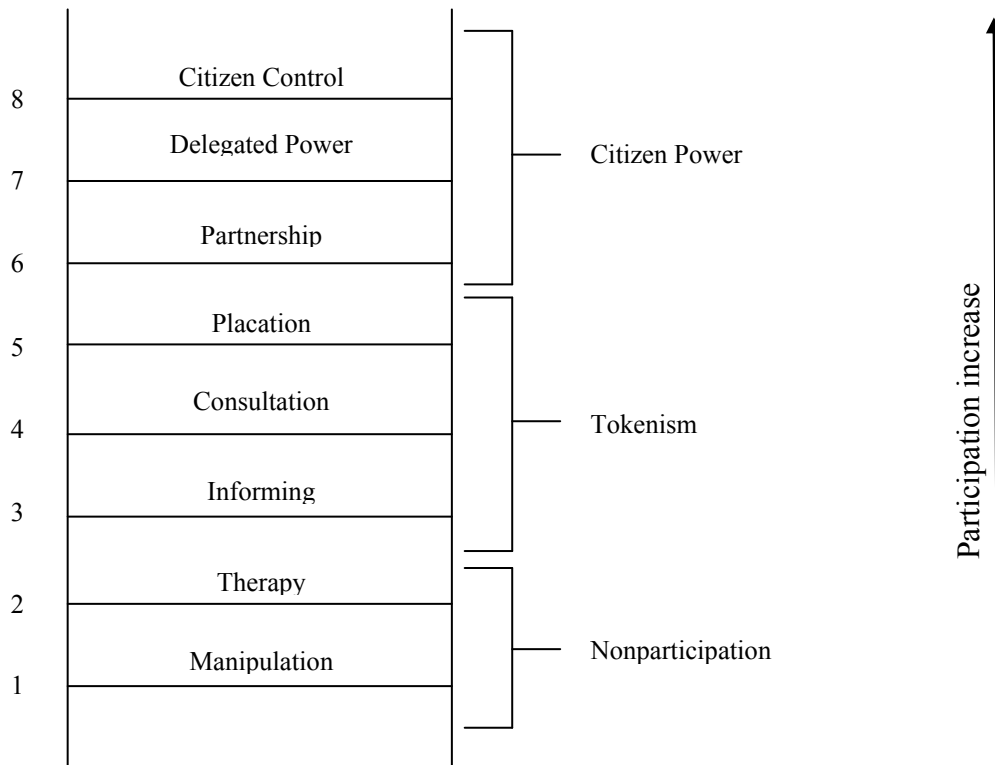 Citizen Control
8
Delegated Power
7
Citizen Power
Partnership
6
Placation
5
Consultation
4
Tokenism
Informing
3
Therapy
2
Manipulation
Nonparticipation
1
Participation increase